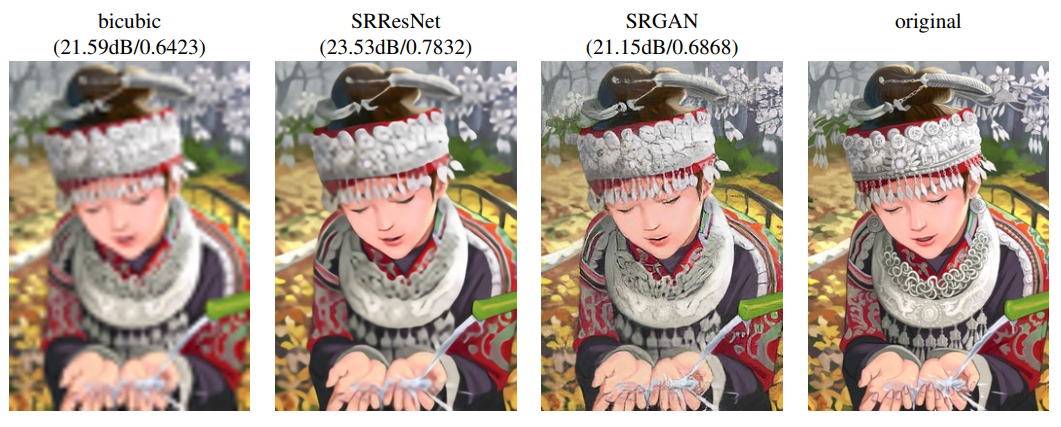 bicubic
(21.59dB/0.6423)
SRResNet
(23.53dB/0.7832)
SRGAN
(21.15dB/0.6868)
original